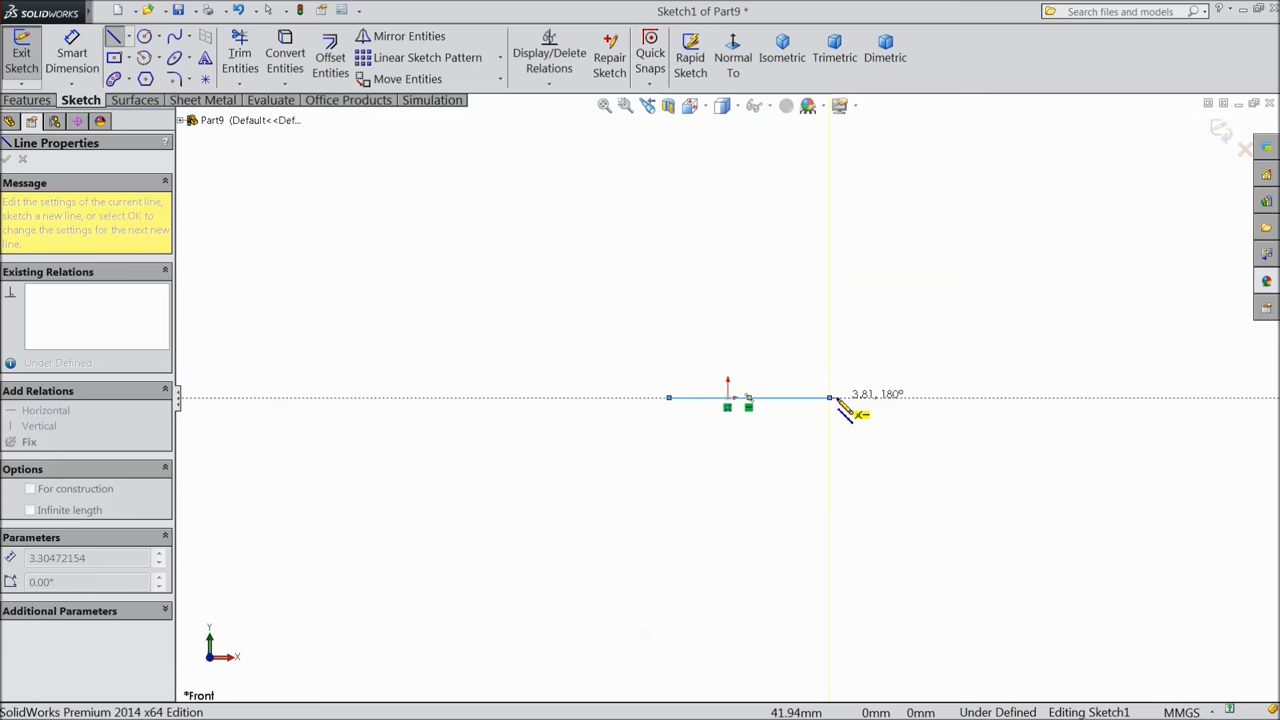 SOLIDWORKS
Sketch1 of Part9 *
Search files and models
Exit Sketch
Smart Dimension
Trim Entities
Convert Entities
Offset Entities
Mirror Entities
Linear Sketch Pattern
Move Entities
Display/Delete Relations
Repair Sketch
Quick Snaps
Rapid Sketch
Normal To
Isometric
Trimetric
Dimetric
Features
Sketch
Surfaces
Sheet Metal
Evaluate
Office Products
Simulation
Part9 (Default<<Def...
Line Properties
?
Message
Edit the settings of the current line,
sketch a new line, or select OK to
change the settings for the next new
line.
Existing Relations
Under Defined
Add Relations
Horizontal
Vertical
Fix
Options
For construction
Infinite length
Parameters
3.30472154
0.00°
Additional Parameters
3.81, 180°
Y
X
*Front
SolidWorks Premium 2014 x64 Edition
41.94mm
0mm
0mm
Under Defined
Editing Sketch1
MMGS